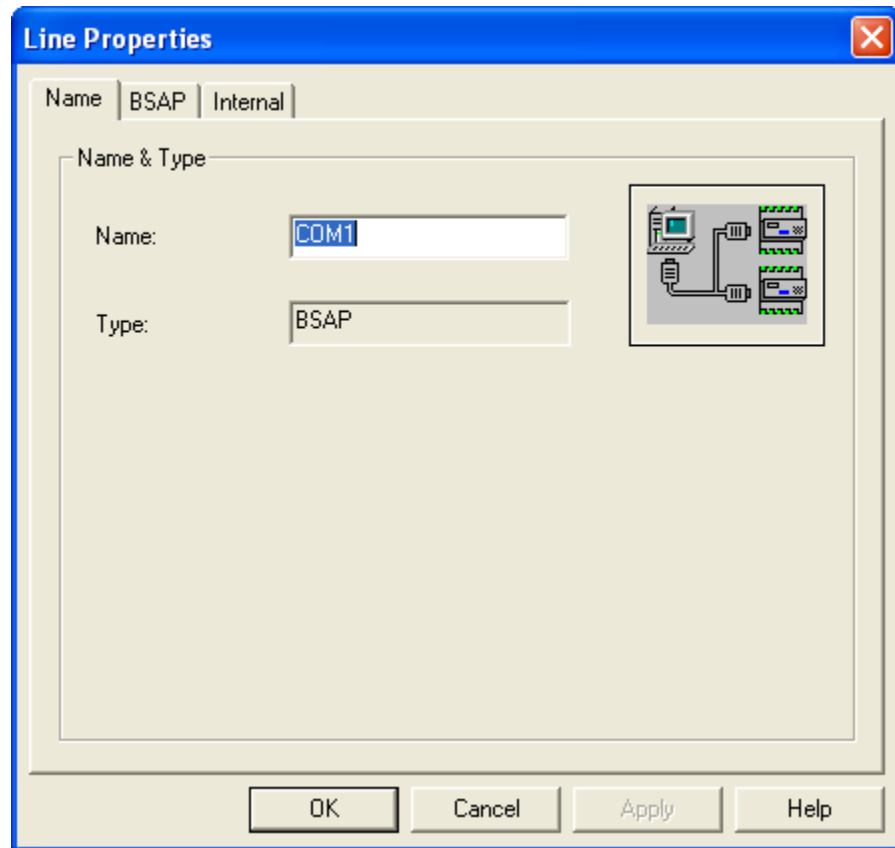 Line Properties
Name BSAP Internal
Name & Type
Name: COM1
Type: BSAP
OK Cancel Apply Help